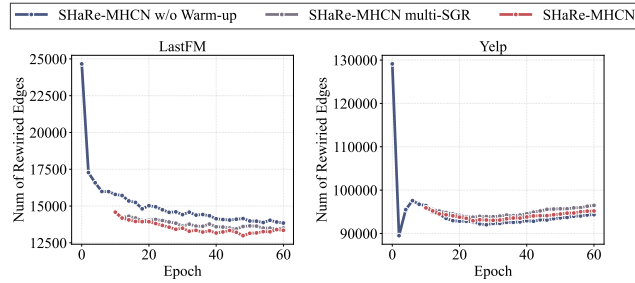 SHaRe-MHCN w/o Warm-up SHaRe-MHCN multi-SGR SHaRe-MHCN
LastFM
Num of Rewiried Edges
25000
22500
20000
17500
15000
12500
0 20 40 60
Epoch
Yelp
Num of Rewiried Edges
130000
120000
110000
100000
90000
0 20 40 60
Epoch